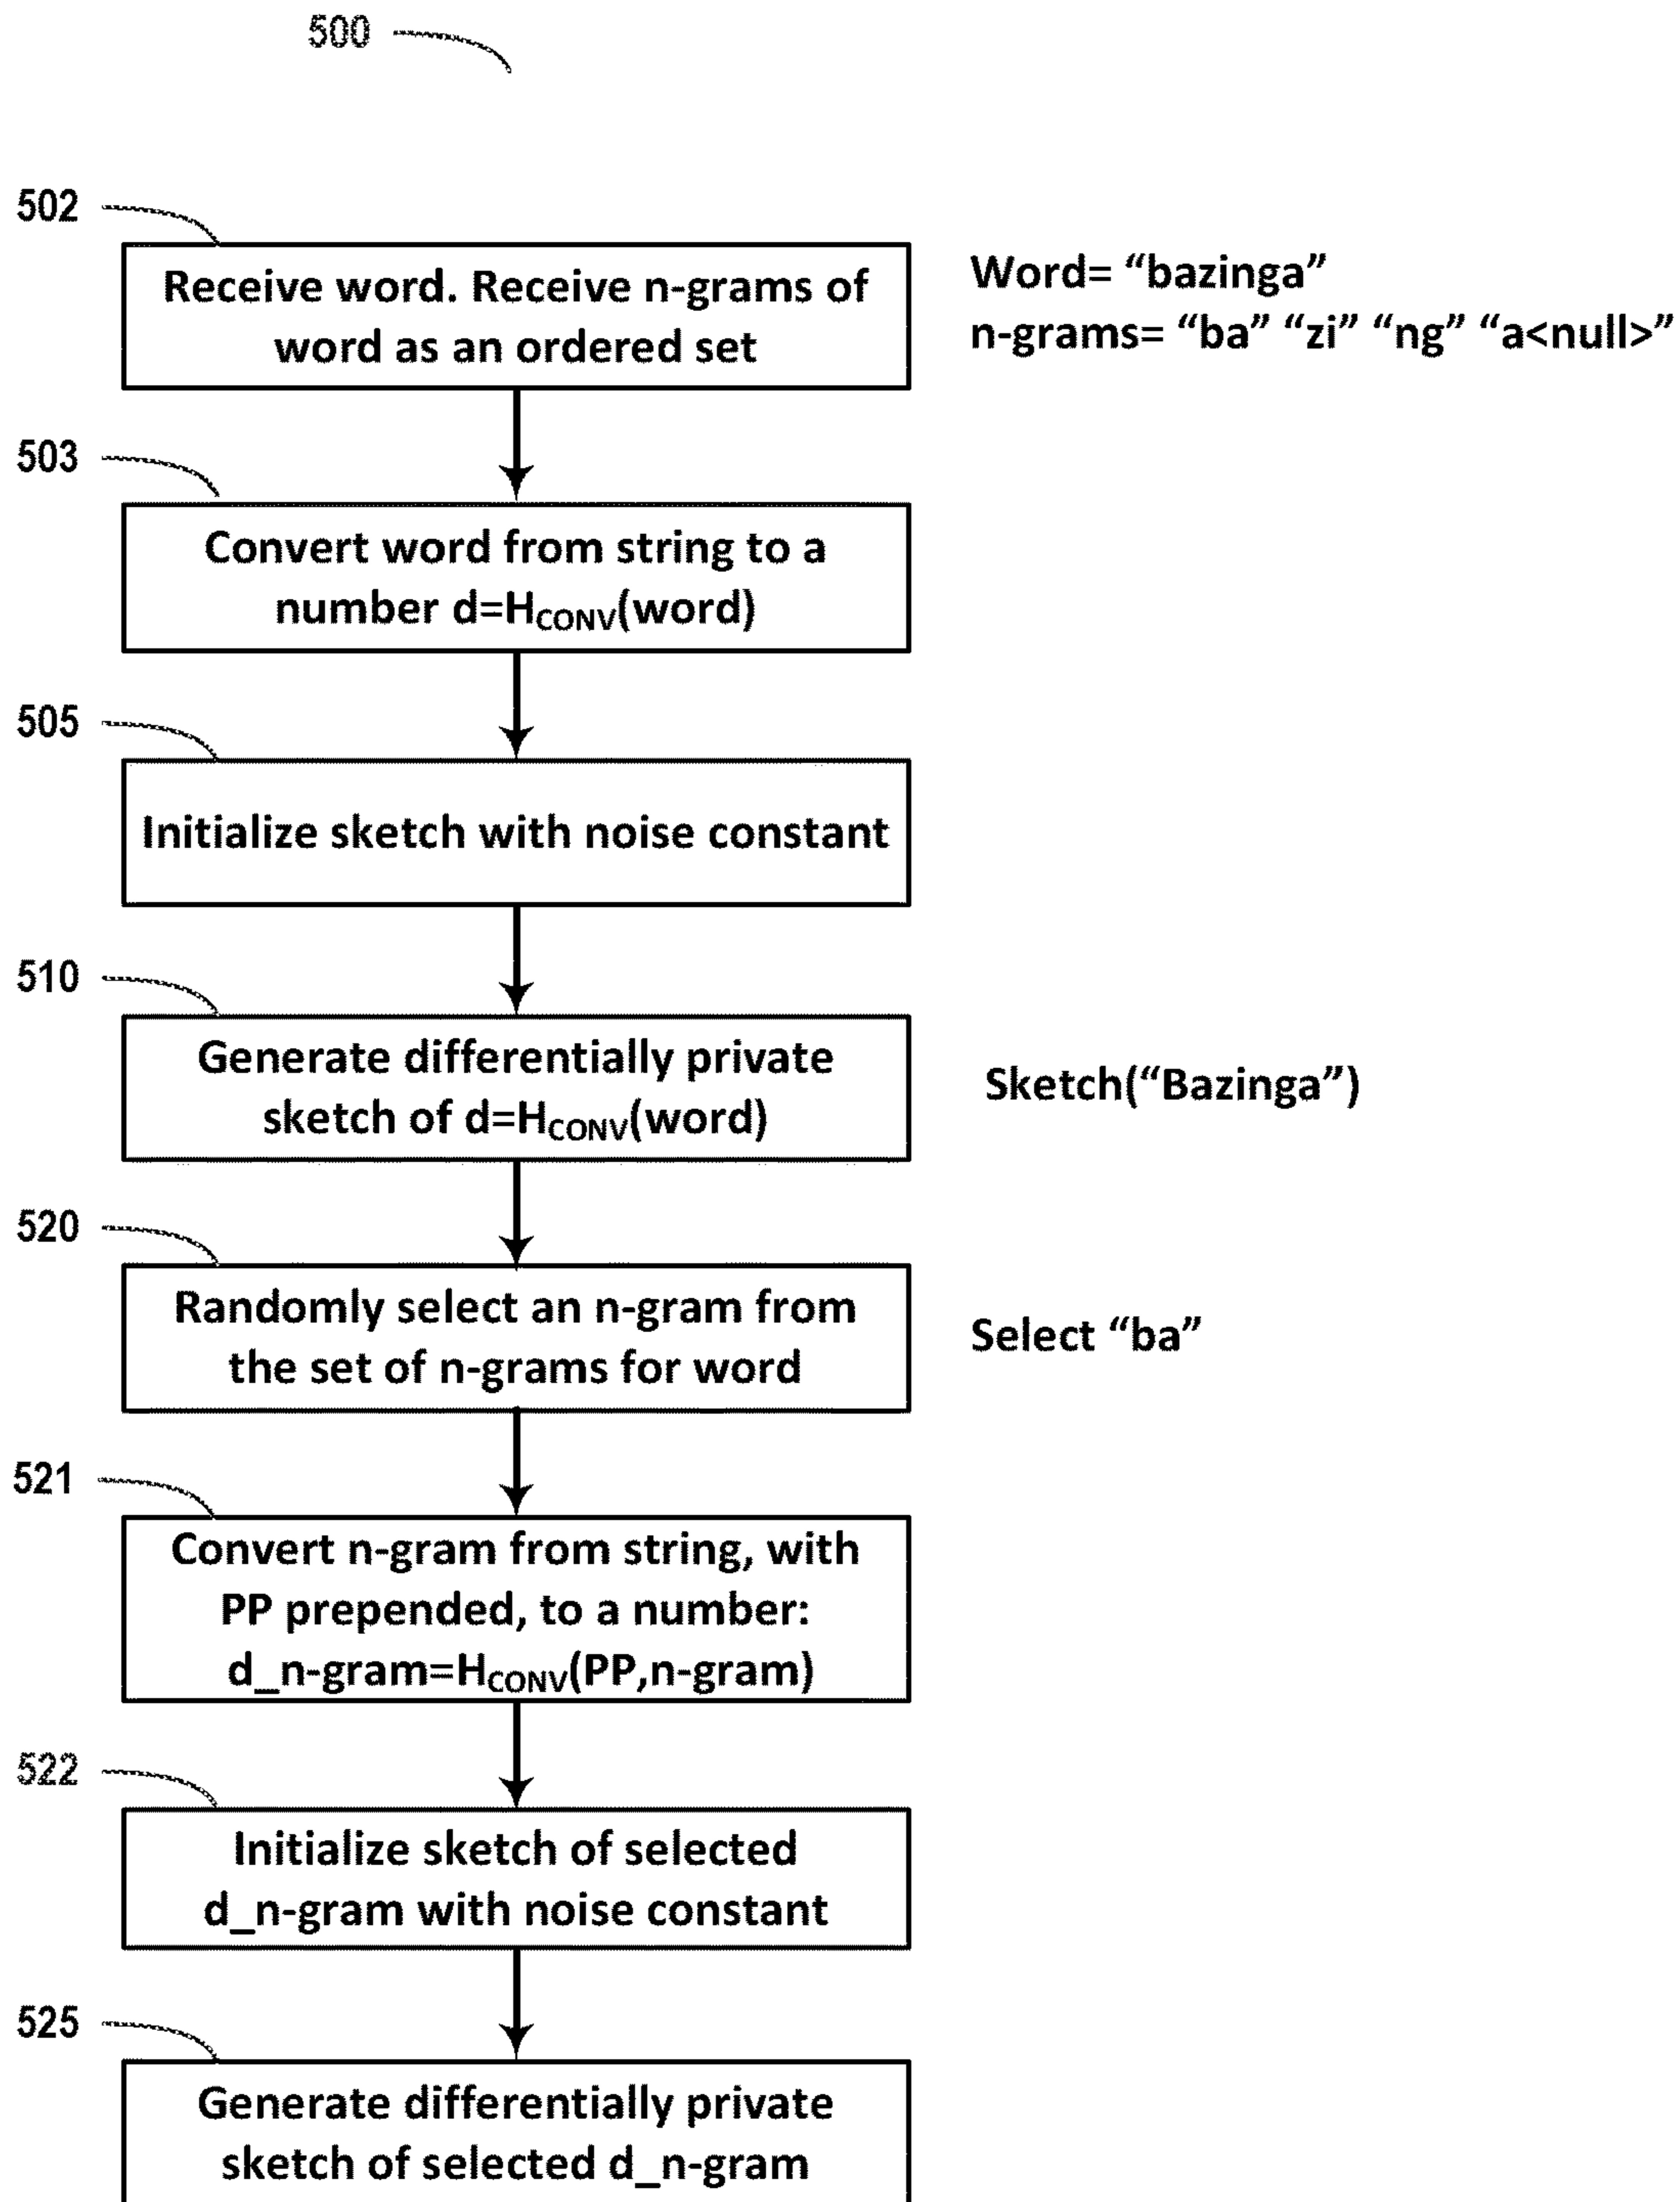 500
502
Receive word. Receive n-grams of
word as an ordered set
Word= “bazinga”
n-grams= “ba” “zi” “ng” “a<null>”
503
Convert word from string to a
number d=H_CONV(word)
505
Initialize sketch with noise constant
510
Generate differentially private
sketch of d=H_CONV(word)
Sketch(“Bazinga”)
520
Randomly select an n-gram from
the set of n-grams for word
Select “ba”
521
Convert n-gram from string, with
PP prepended, to a number:
d_n-gram=H_CONV(PP,n-gram)
522
Initialize sketch of selected
d_n-gram with noise constant
525
Generate differentially private
sketch of selected d_n-gram